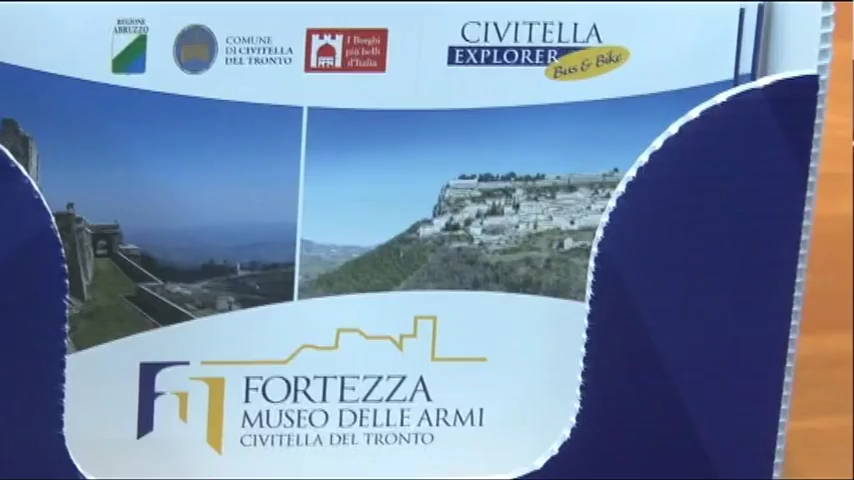 REGIONE
ABRUZZO
COMUNE
DI CIVITELLA
DEL TRONTO
I Borghi
più belli
d'Italia
CIVITELLA
EXPLORER
Bus & Bike
FORTEZZA
MUSEO DELLE ARMI
CIVITELLA DEL TRONTO